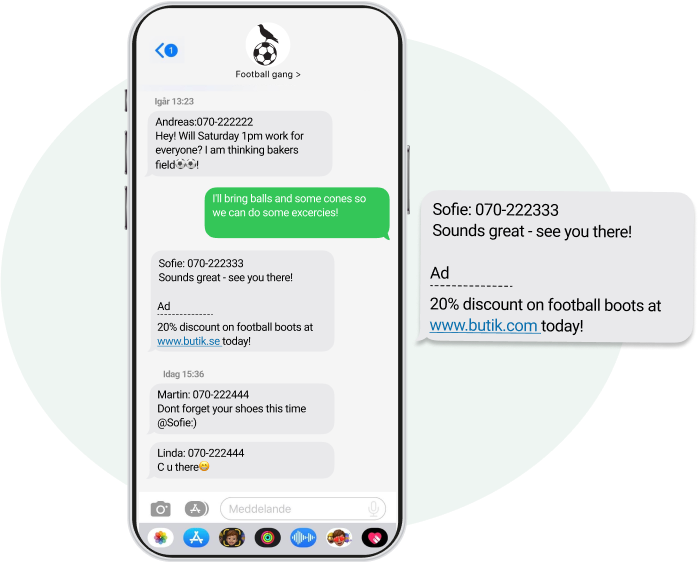 1
Football gang >
Igår 13:23
Andreas:070-222222
Hey! Will Saturday 1pm work for
everyone? I am thinking bakers
field⚽⚽!
I'll bring balls and some cones so
we can do some excercies!
Sofie: 070-222333
Sounds great - see you there!
Ad
20% discount on football boots at
www.butik.se today!
Idag 15:36
Martin: 070-222444
Dont forget your shoes this time
@Sofie:)
Linda: 070-222444
C u there😄
Meddelande
Sofie: 070-222333
Sounds great - see you there!
Ad
20% discount on football boots at
www.butik.com today!